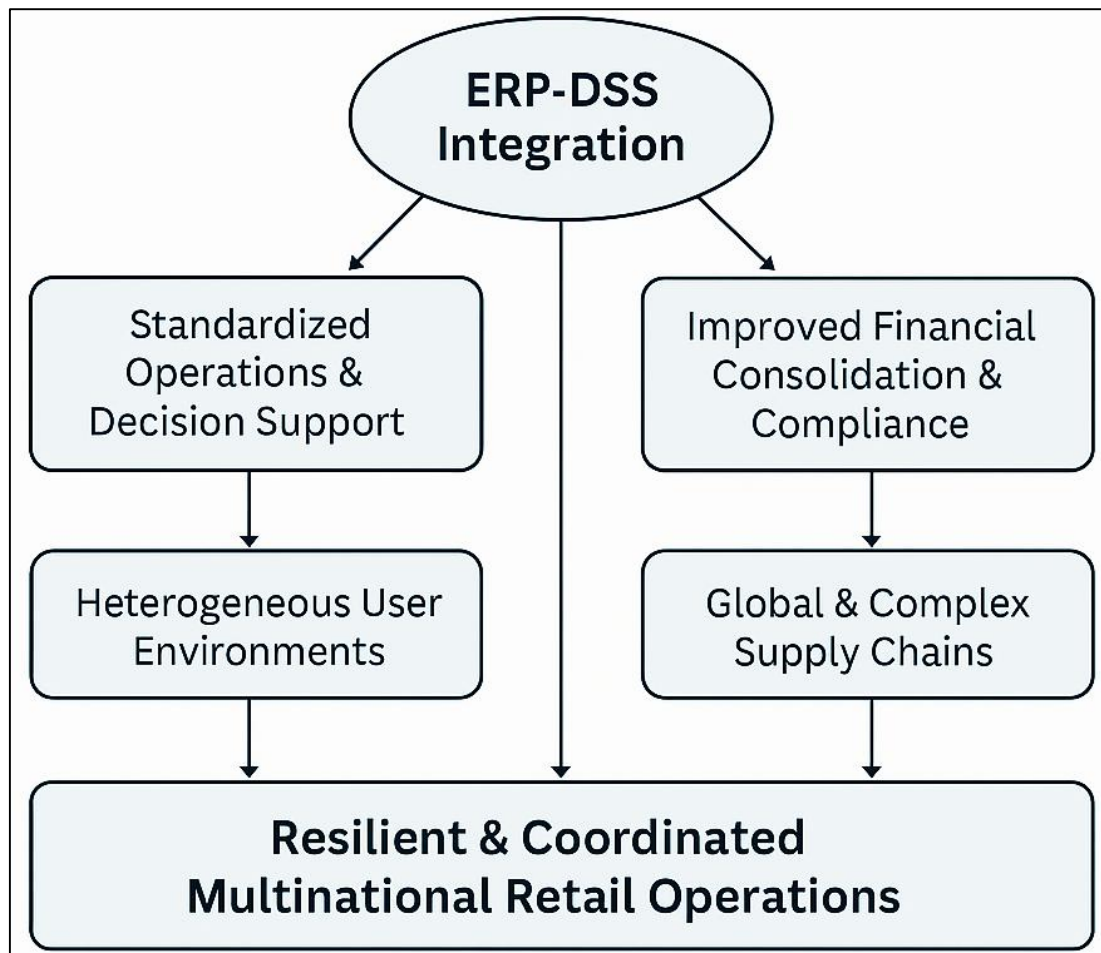 ERP-DSS
Integration
Standardized
Operations &
Decision Support
Improved Financial
Consolidation &
Compliance
Heterogeneous User
Environments
Global & Complex
Supply Chains
Resilient & Coordinated
Multinational Retail Operations